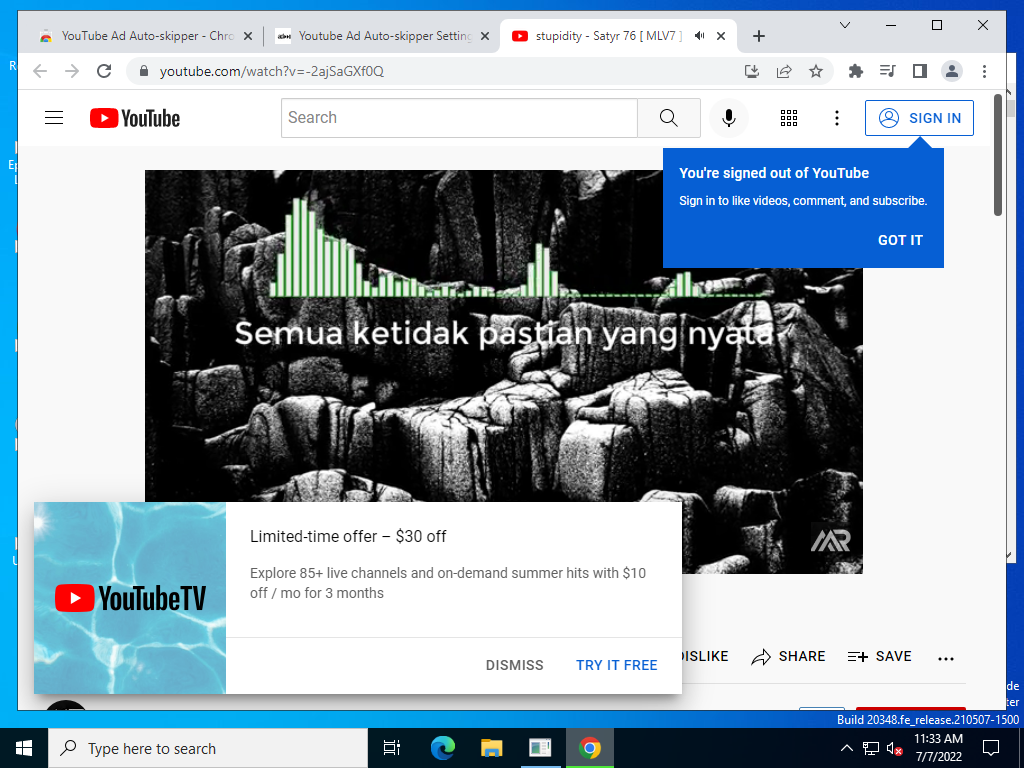 YouTube Ad Auto-skipper - Chro
Youtube Ad Auto-skipper Setting
stupidity - Satyr 76 [ MLV7 ]
youtube.com/watch?v=-2ajSaGXf0Q
YouTube
Search
SIGN IN
You're signed out of YouTube
Sign in to like videos, comment, and subscribe.
GOT IT
Semua ketidak pastian yang nyata
MR
Limited-time offer – $30 off
Explore 85+ live channels and on-demand summer hits with $10
off / mo for 3 months
YouTubeTV
DISMISS
TRY IT FREE
DISLIKE
SHARE
SAVE
Build 20348.fe_release.210507-1500
Type here to search
11:33 AM
7/7/2022